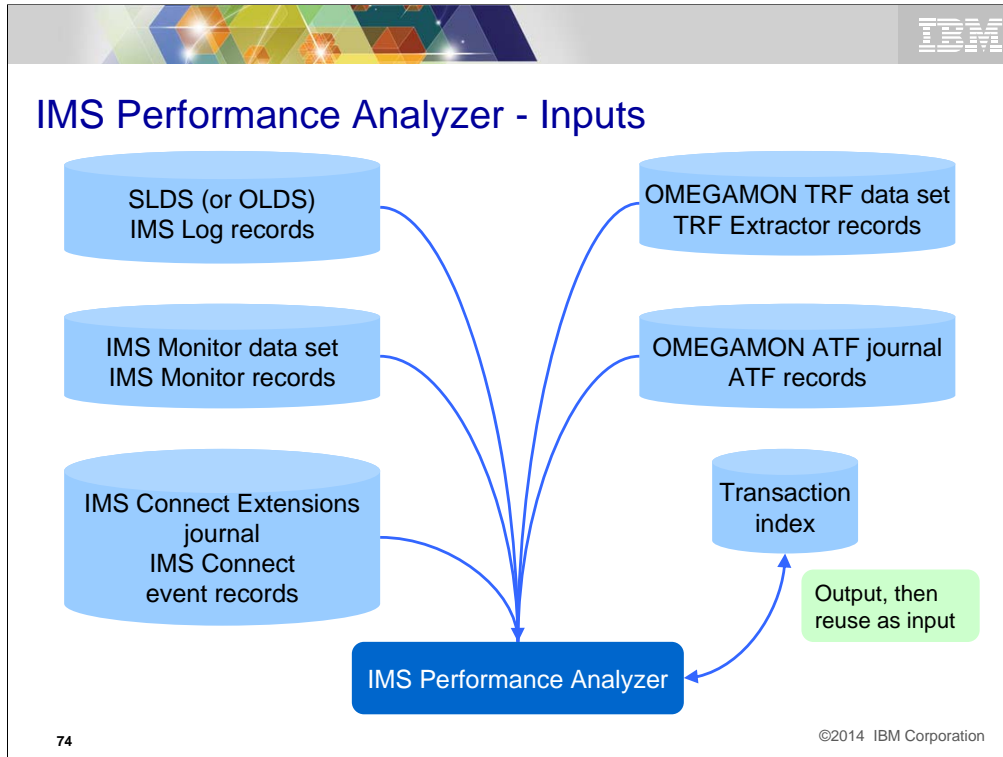 IBM
IMS Performance Analyzer - Inputs
SLDS (or OLDS)
IMS Log records
OMEGAMON TRF data set
TRF Extractor records
IMS Monitor data set
IMS Monitor records
OMEGAMON ATF journal
ATF records
IMS Connect Extensions
journal
IMS Connect
event records
Transaction
index
Output, then
reuse as input
IMS Performance Analyzer
74
©2014 IBM Corporation